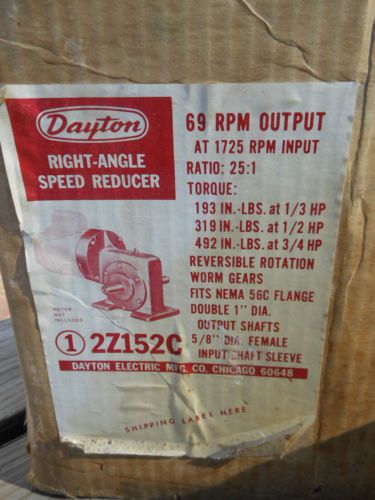 Dayton
RIGHT-ANGLE
SPEED REDUCER
MOTOR
NOT
INCLUDED
1 2Z152C
69 RPM OUTPUT
AT 1725 RPM INPUT
RATIO: 25:1
TORQUE:
193 IN.-LBS. at 1/3 HP
319 IN.-LBS. at 1/2 HP
492 IN.-LBS. at 3/4 HP
REVERSIBLE ROTATION
WORM GEARS
FITS NEMA 56C FLANGE
DOUBLE 1" DIA.
OUTPUT SHAFTS
5/8" DIA. FEMALE
INPUT SHAFT SLEEVE
DAYTON ELECTRIC MFG. CO. CHICAGO 60648
SHIPPING LABEL HERE